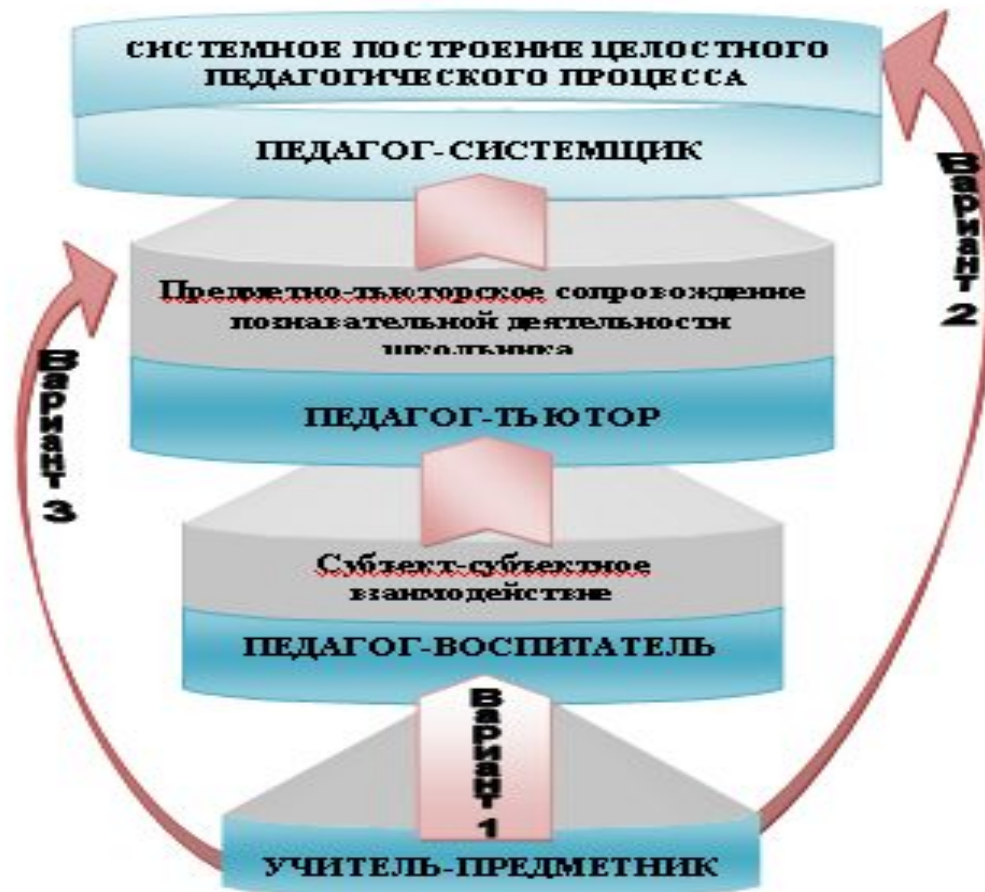 СИСТЕМНОЕ ПОСТРОЕНИЕ ЦЕЛОСТНОГО
ПЕДАГОГИЧЕСКОГО ПРОЦЕССА
ПЕДАГОГ-СИСТЕМЩИК
Вариант 2
Предметно-тьюторское сопровождение
познавательной деятельности
школьника
Вариант 3
ПЕДАГОГ-ТЬЮТОР
Субъект-субъектное
взаимодействие
ПЕДАГОГ-ВОСПИТАТЕЛЬ
Вариант 1
УЧИТЕЛЬ-ПРЕДМЕТНИК